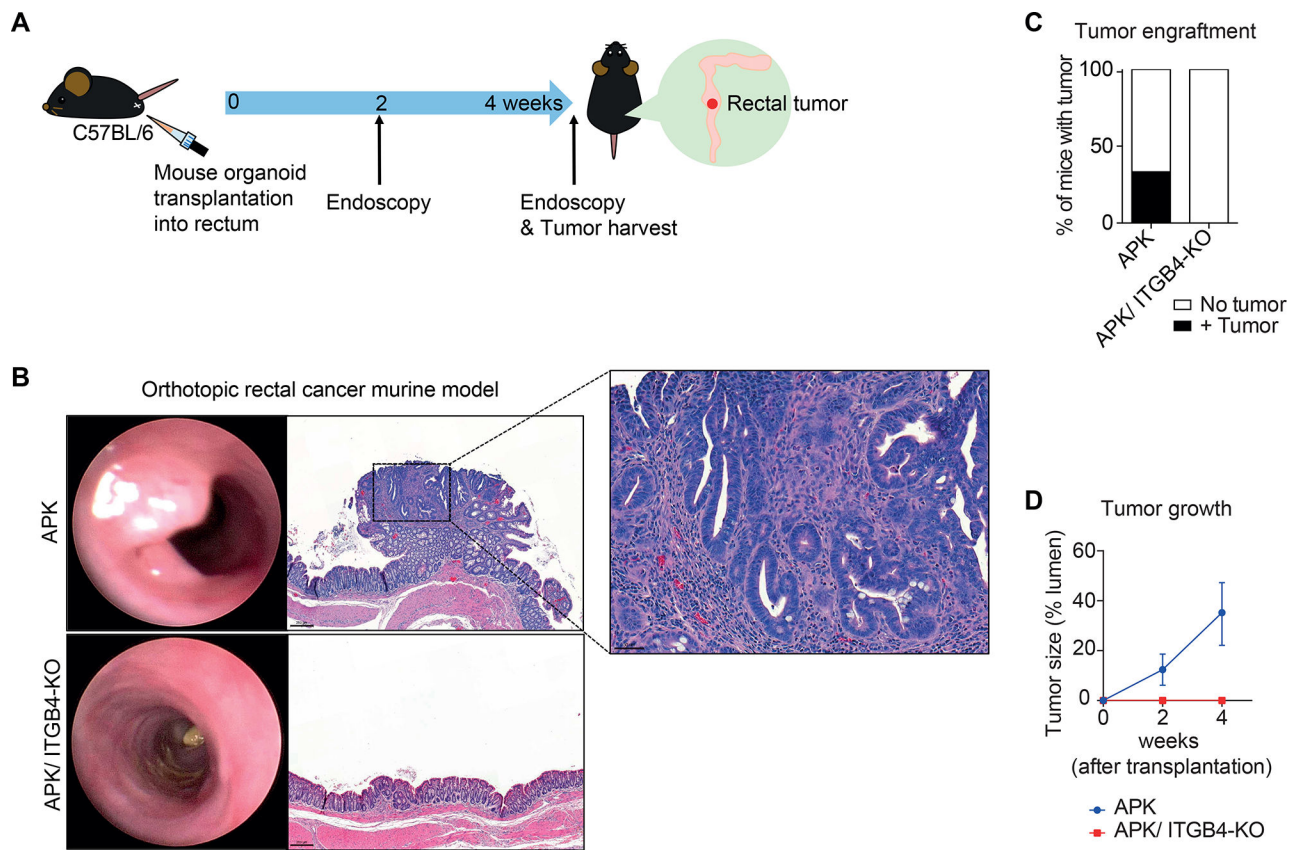 A
C57BL/6
Mouse organoid
transplantation
into rectum
0
2
4 weeks
Endoscopy
Endoscopy
& Tumor harvest
Rectal tumor
C
Tumor engraftment
% of mice with tumor
100
50
0
APK
APK/ ITGB4-KO
No tumor
+ Tumor
B
Orthotopic rectal cancer murine model
APK
APK/ ITGB4-KO
D
Tumor growth
Tumor size (% lumen)
60
40
20
0
0
2
4
weeks
(after transplantation)
APK
APK/ ITGB4-KO